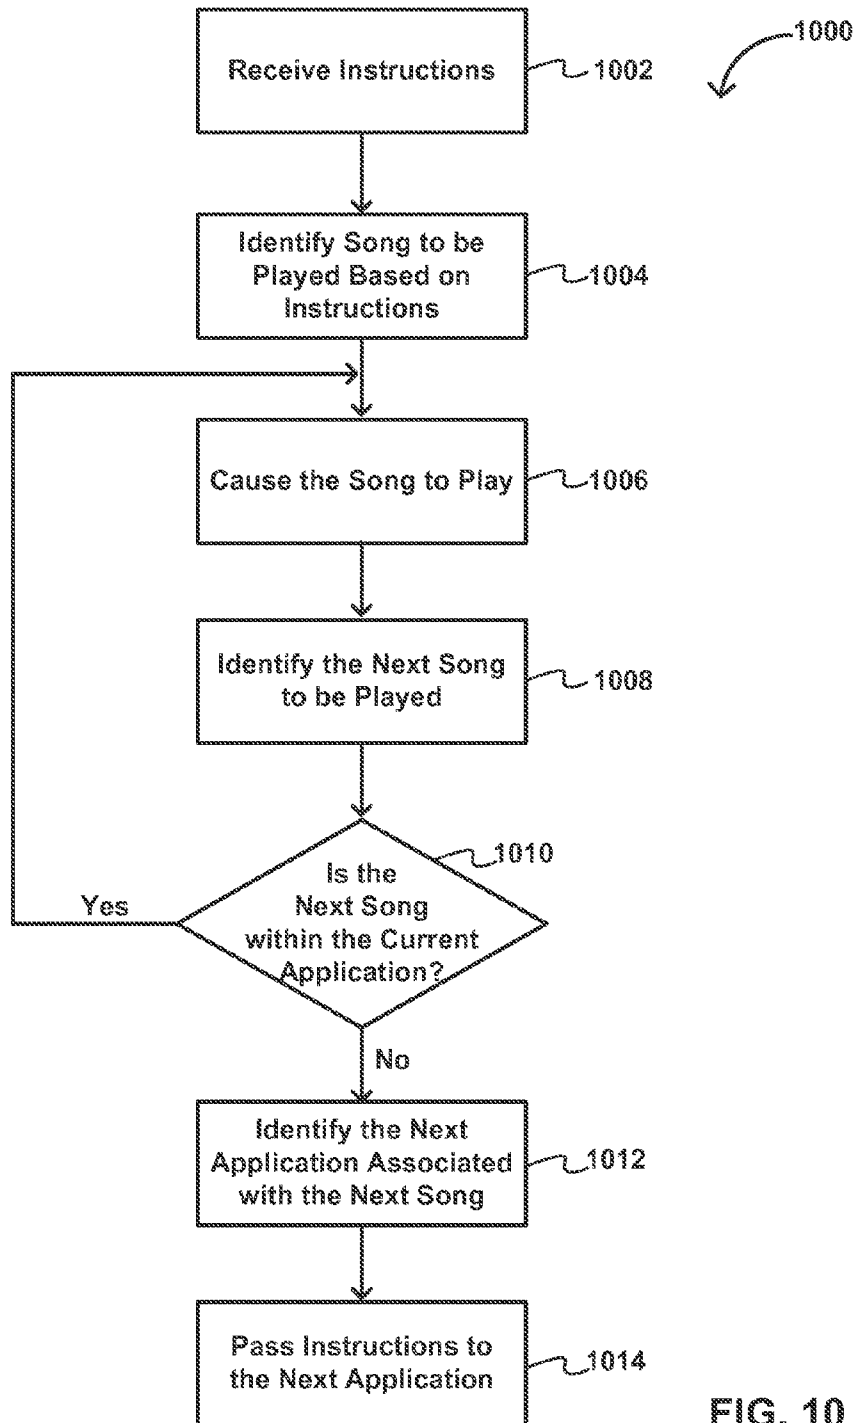 1000
Receive Instructions
1002
Identify Song to be
Played Based on
Instructions
1004
Cause the Song to Play
1006
Identify the Next Song
to be Played
1008
Is the
Next Song
within the Current
Application?
1010
Yes
No
Identify the Next
Application Associated
with the Next Song
1012
Pass Instructions to
the Next Application
1014
FIG. 10